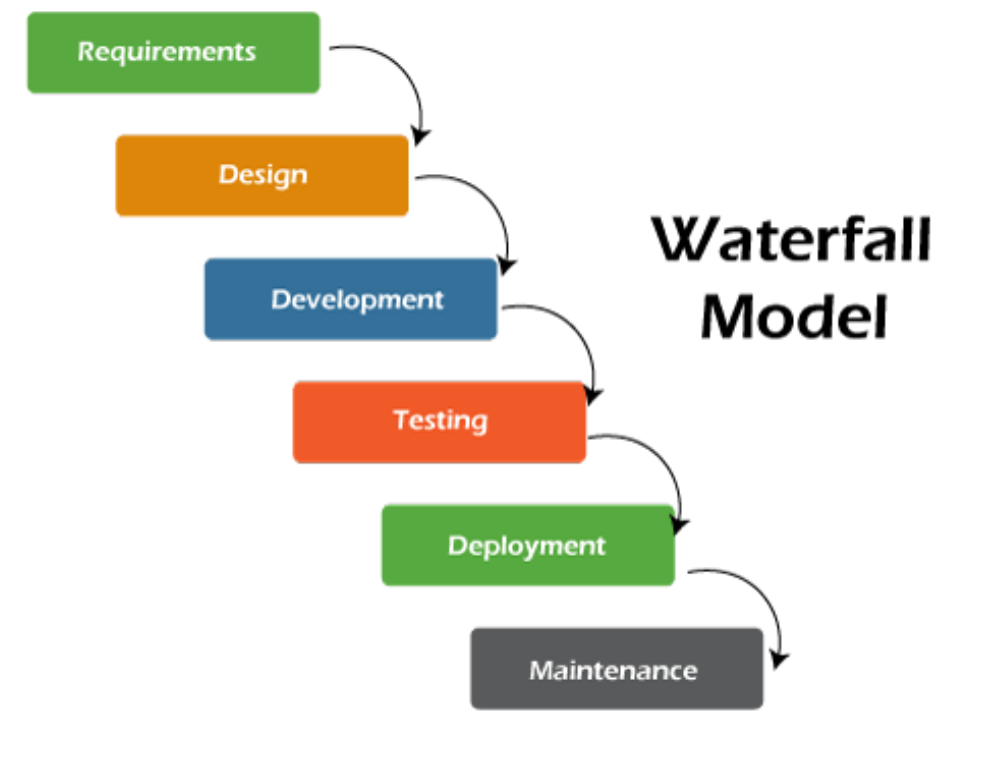 Requirements
Design
Development
Testing
Deployment
Maintenance
Waterfall
Model